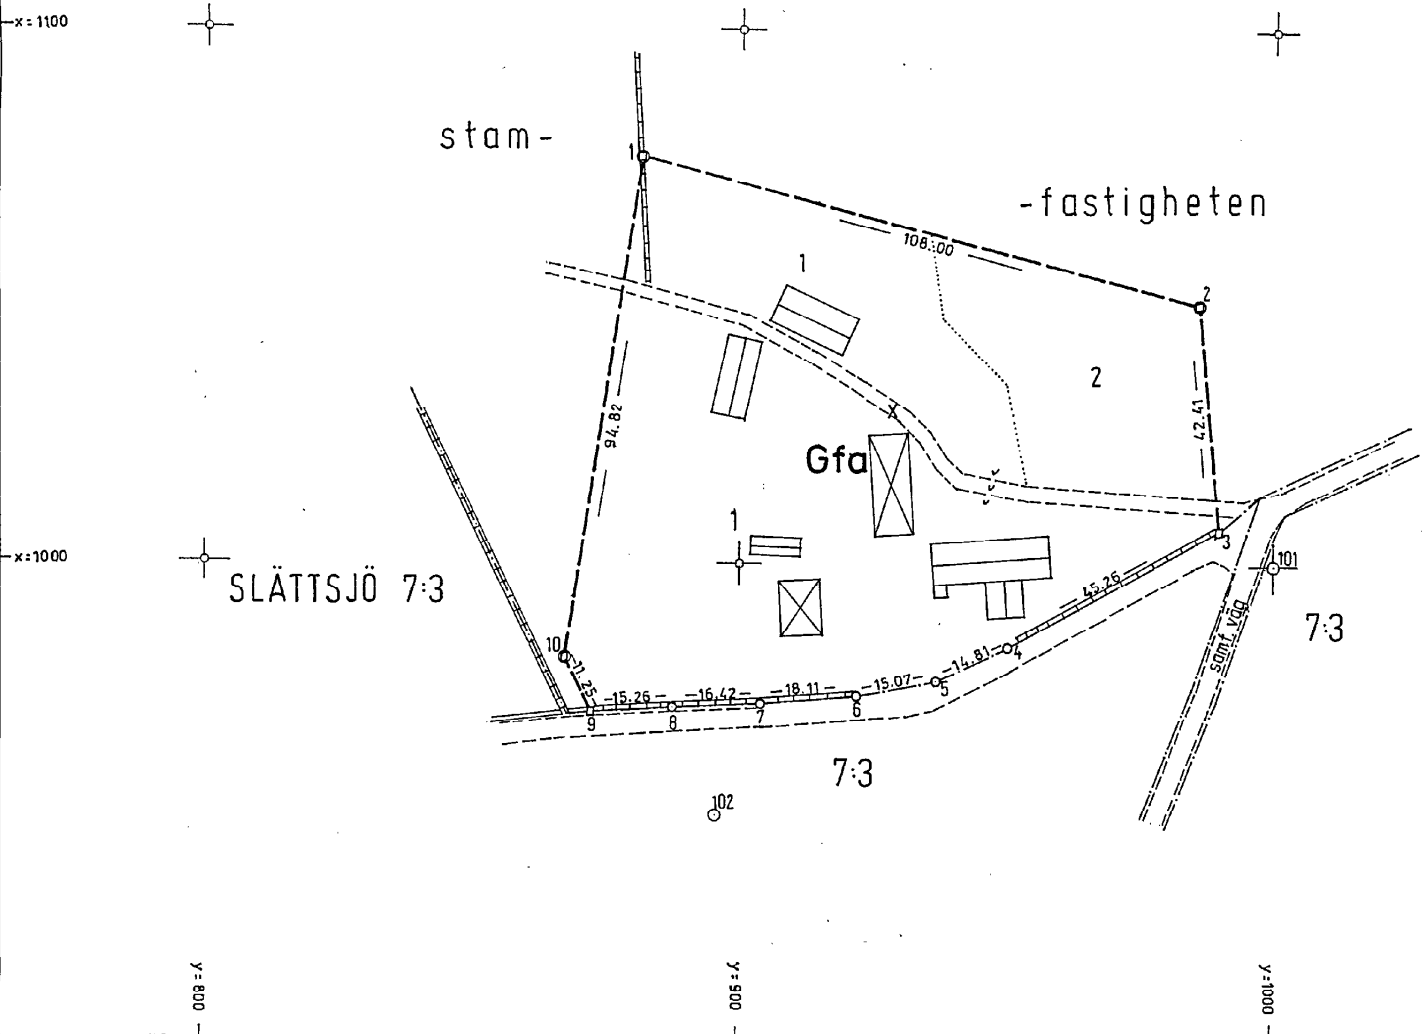 x=1100
stam-
1
-fastigheten
108.00
1
2
2
94.82
42.41
Gfa
1
3
x=1000
SLÄTTSJÖ 7:3
101
45.26
samf. väg
7:3
10
11.25
4
14.81
15.26
16.42
18.11
15.07
5
9
8
7
6
7:3
102
y=800
y=900
y=1000